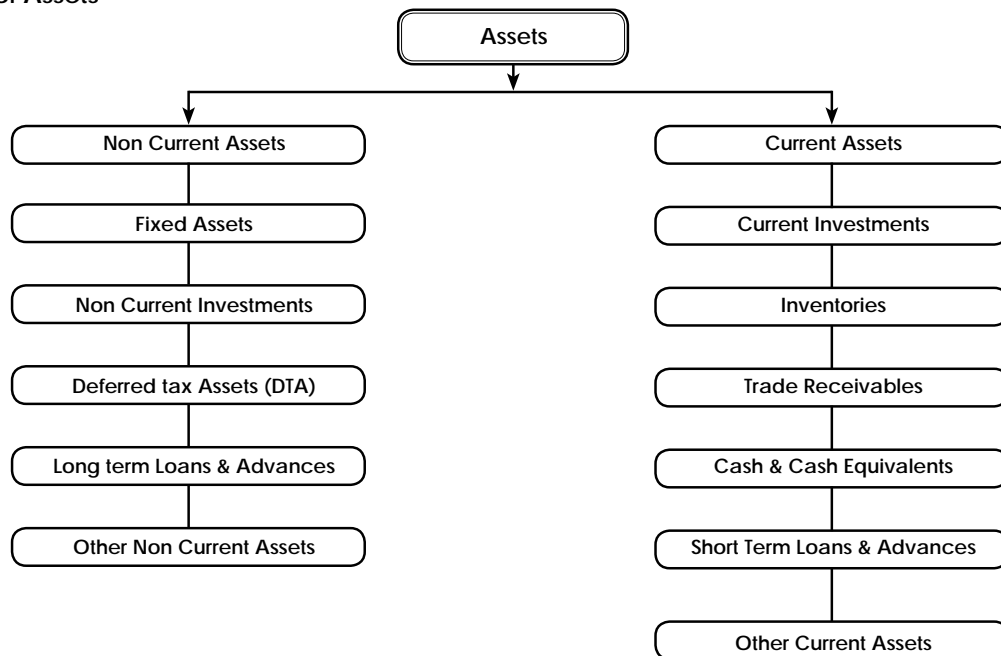 Assets
Non Current Assets
Fixed Assets
Non Current Investments
Deferred tax Assets (DTA)
Long term Loans & Advances
Other Non Current Assets
Current Assets
Current Investments
Inventories
Trade Receivables
Cash & Cash Equivalents
Short Term Loans & Advances
Other Current Assets